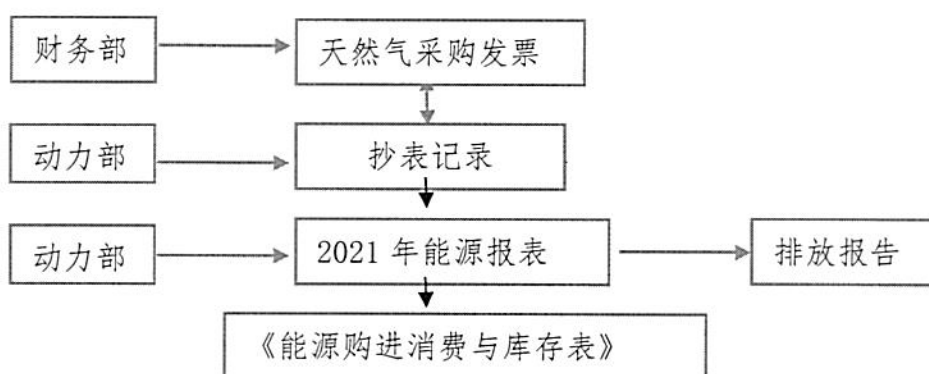 财务部
天然气采购发票
动力部
抄表记录
动力部
2021 年能源报表
排放报告
《能源购进消费与库存表》